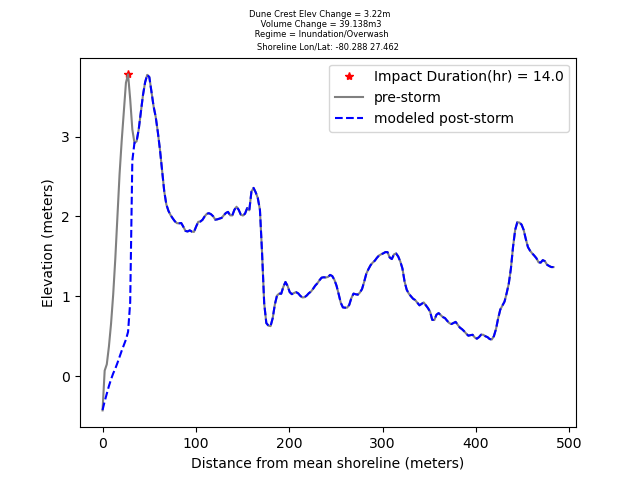 Dune Crest Elev Change = 3.22m
Volume Change = 39.138m3
Regime = Inundation/Overwash
Shoreline Lon/Lat: -80.288 27.462
Impact Duration(hr) = 14.0
pre-storm
modeled post-storm
Elevation (meters)
3
2
1
0
0 100 200 300 400 500
Distance from mean shoreline (meters)